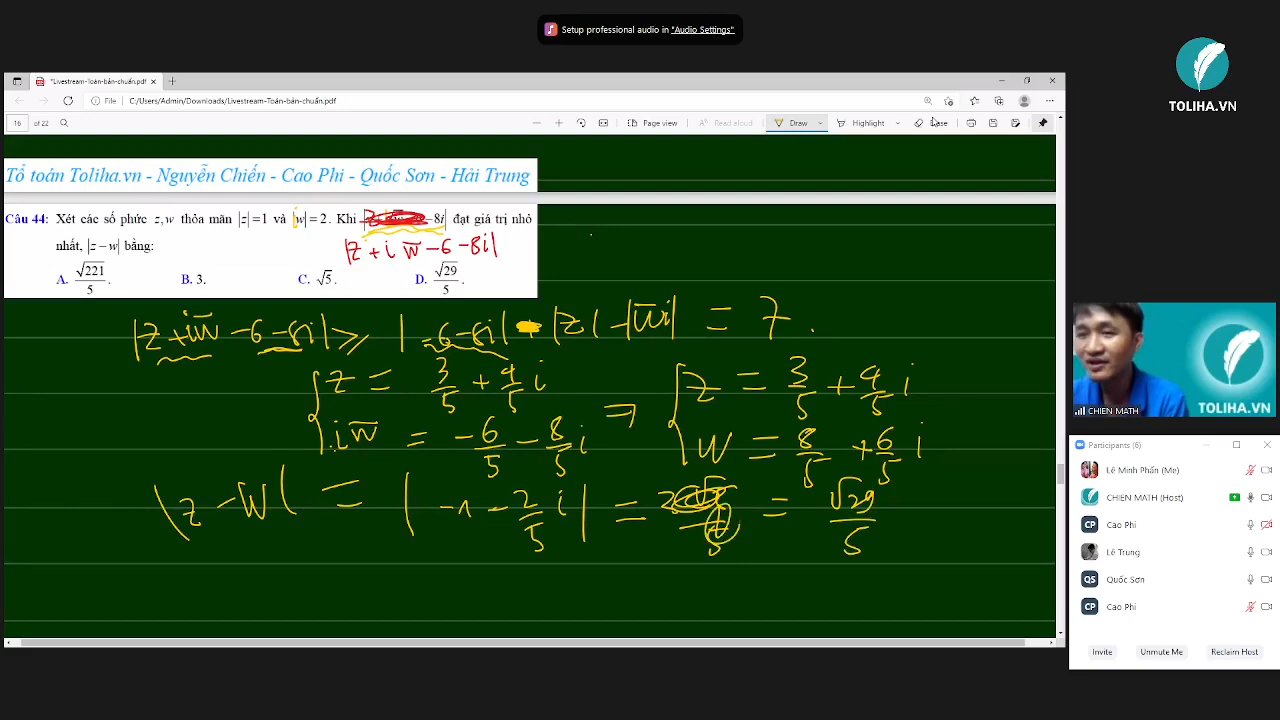 Setup professional audio in "Audio Settings"
TOLIHA.VN
*Livestream-Toán-bản-chuẩn.pdf
File C:/Users/Admin/Downloads/Livestream-Toán-bản-chuẩn.pdf
16 of 22 Page view Read aloud Draw Highlight Erase
Tổ toán Toliha.vn - Nguyễn Chiến - Cao Phi - Quốc Sơn - Hải Trung
Câu 44: Xét các số phức z, w thỏa mãn |z| = 1 và |w| = 2. Khi -8i| đạt giá trị nhỏ
nhất, |z – w| bằng:
|z + i w̅ - 6 - 8i|
A. √221/5. B. 3. C. √5. D. √29/5.
|z + iw̅ - 6 - 8i| ≥ |-6 - 8i| - |z| - |w̅i| = 7.
z = 3/5 + 4/5 i ⇒ z = 3/5 + 4/5 i
iw̅ = -6/5 - 8/5 i w = 8/5 + 6/5 i
|z - w| = |-1 - 2/5 i| = = √29/5
CHIEN MATH
TOLIHA.VN
Participants (6)
Lê Minh Phấn (Me)
CHIEN MATH (Host)
CP Cao Phi
Lê Trung
QS Quốc Sơn
CP Cao Phi
Invite Unmute Me Reclaim Host